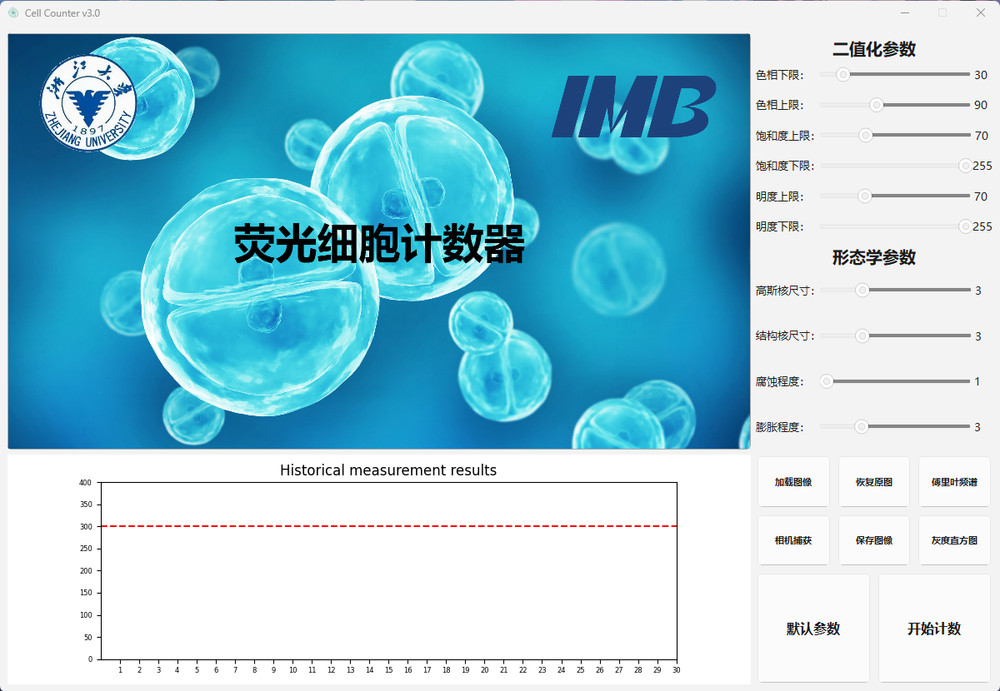 Cell Counter v3.0
浙江大学
ZHEJIANG UNIVERSITY
1897
IMB
荧光细胞计数器
二值化参数
色相下限: 30
色相上限: 90
饱和度上限: 70
饱和度下限: 255
明度上限: 70
明度下限: 255
形态学参数
高斯核尺寸: 3
结构核尺寸: 3
腐蚀程度: 1
膨胀程度: 3
Historical measurement results
400
350
300
250
200
150
100
50
0
1 2 3 4 5 6 7 8 9 10 11 12 13 14 15 16 17 18 19 20 21 22 23 24 25 26 27 28 29 30
加载图像 恢复原图 傅里叶频谱
相机捕获 保存图像 灰度直方图
默认参数 开始计数